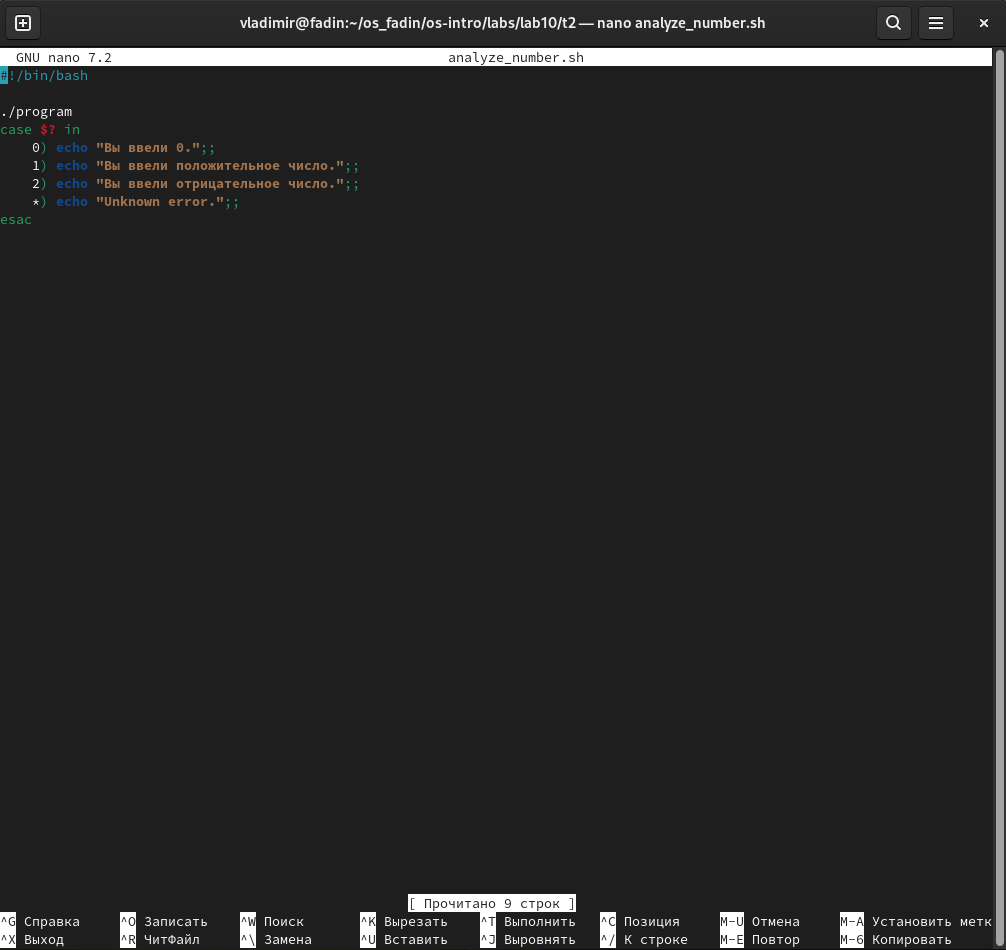 vladimir@fadin:~/os_fadin/os-intro/labs/lab10/t2 — nano analyze_number.sh
GNU nano 7.2 analyze_number.sh
#!/bin/bash
./program
case $? in
0) echo "Вы ввели 0.";;
1) echo "Вы ввели положительное число.";;
2) echo "Вы ввели отрицательное число.";;
*) echo "Unknown error.";;
esac
[ Прочитано 9 строк ]
^G Справка ^O Записать ^W Поиск ^K Вырезать ^T Выполнить ^C Позиция M-U Отмена M-A Установить метк
^X Выход ^R ЧитФайл ^\ Замена ^U Вставить ^J Выровнять ^/ К строке M-E Повтор M-6 Копировать